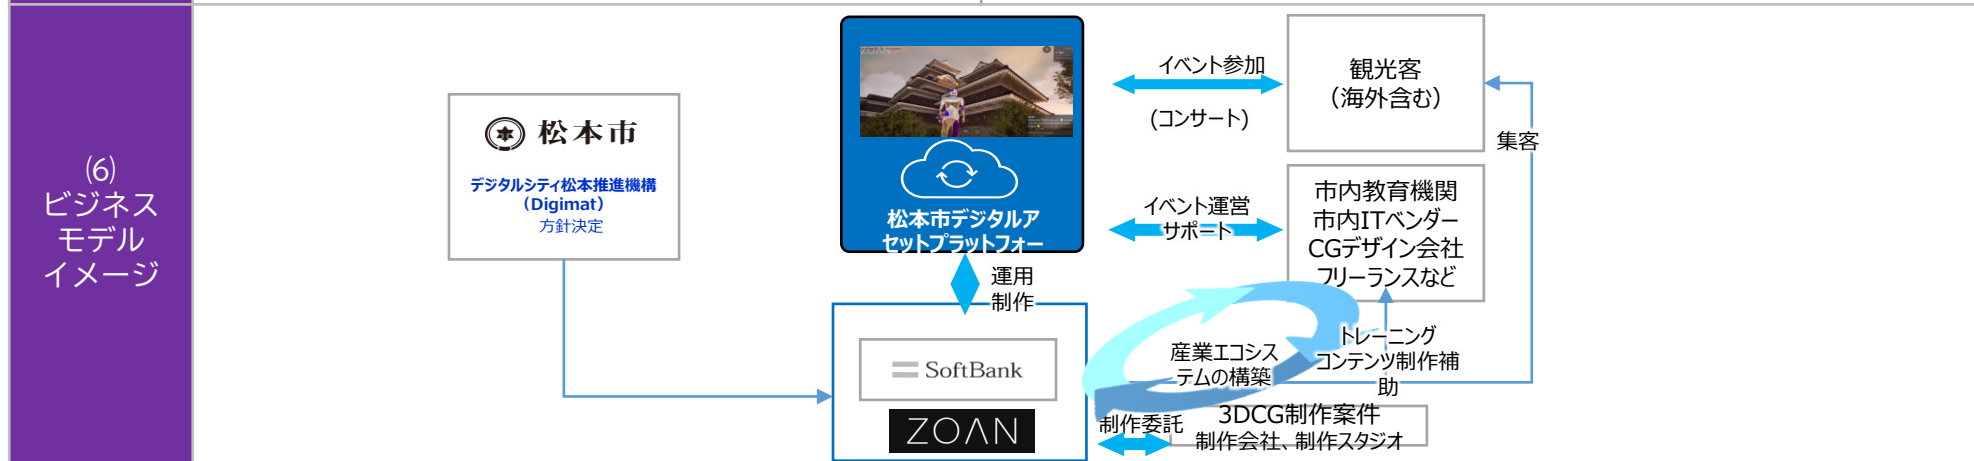 ⑹
ビジネス
モデル
イメージ
松本市
デジタルシティ松本推進機構
（Digimat）
方針決定
ZOAN
松本市デジタルア
セットプラットフォー
運用
制作
SoftBank
ZOAN
イベント参加
(コンサート)
観光客
（海外含む）
集客
イベント運営
サポート
市内教育機関
市内ITベンダー
CGデザイン会社
フリーランスなど
産業エコシス
テムの構築
トレーニング
コンテンツ制作補
助
制作委託
3DCG制作案件
制作会社、制作スタジオ